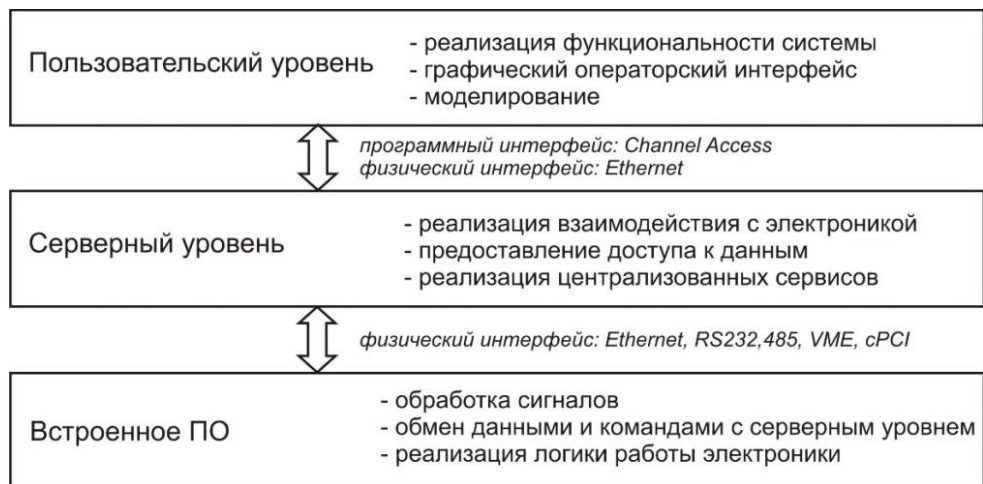 Пользовательский уровень
- реализация функциональности системы
- графический операторский интерфейс
- моделирование
программный интерфейс: Channel Access
физический интерфейс: Ethernet
Серверный уровень
- реализация взаимодействия с электроникой
- предоставление доступа к данным
- реализация централизованных сервисов
физический интерфейс: Ethernet, RS232,485, VME, cPCI
Встроенное ПО
- обработка сигналов
- обмен данными и командами с серверным уровнем
- реализация логики работы электроники